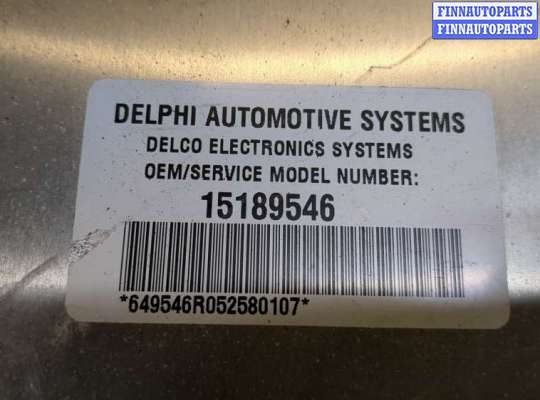 FINNAUTOPARTS
FINNAUTOPARTS
DELPHI AUTOMOTIVE SYSTEMS
DELCO ELECTRONICS SYSTEMS
OEM/SERVICE MODEL NUMBER:
15189546
*649546R052580107*